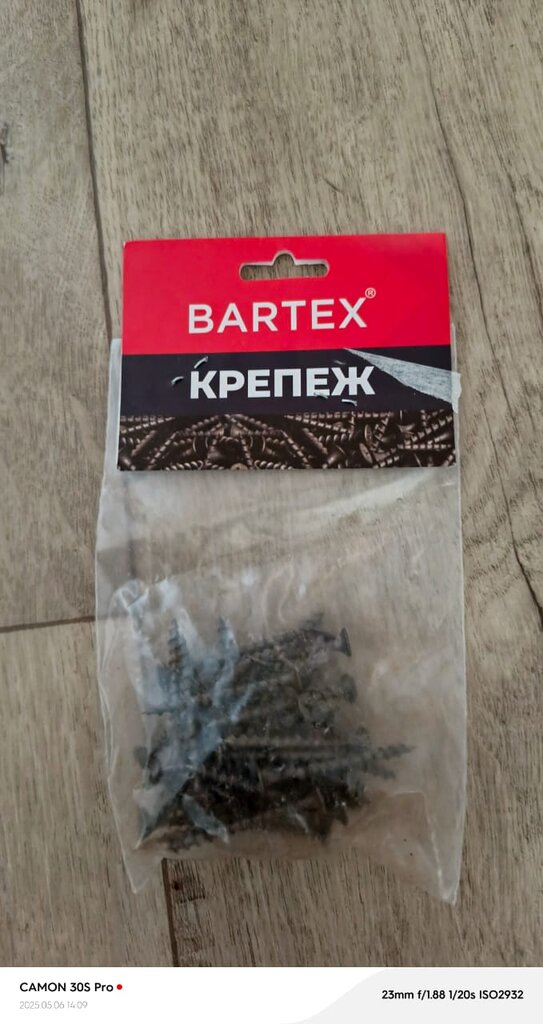 BARTEX®
КРЕПЕЖ
CAMON 30S Pro
2025.05.06 14:09
23mm f/1.88 1/20s ISO2932